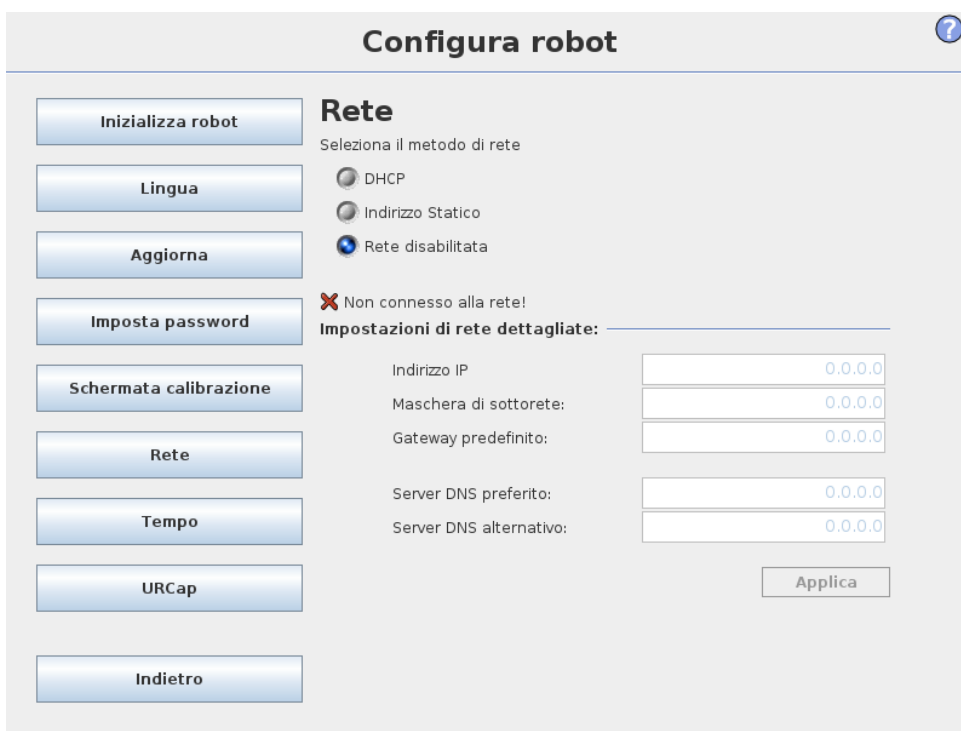 Configura robot
?
Inizializza robot
Lingua
Aggiorna
Imposta password
Schermata calibrazione
Rete
Tempo
URCap
Indietro
Rete
Seleziona il metodo di rete
DHCP
Indirizzo Statico
Rete disabilitata
Non connesso alla rete!
Impostazioni di rete dettagliate:
Indirizzo IP 0.0.0.0
Maschera di sottorete: 0.0.0.0
Gateway predefinito: 0.0.0.0
Server DNS preferito: 0.0.0.0
Server DNS alternativo: 0.0.0.0
Applica